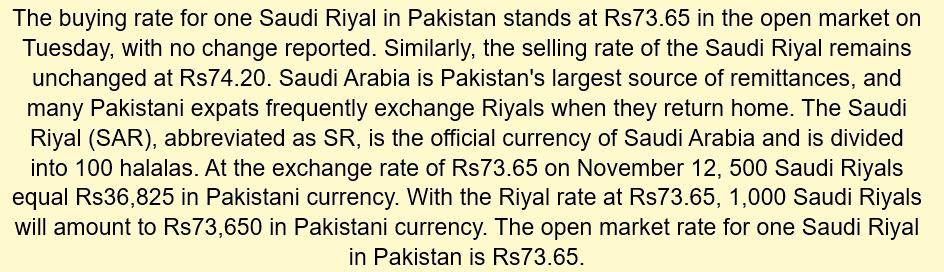 The buying rate for one Saudi Riyal in Pakistan stands at Rs73.65 in the open market on
Tuesday, with no change reported. Similarly, the selling rate of the Saudi Riyal remains
unchanged at Rs74.20. Saudi Arabia is Pakistan's largest source of remittances, and
many Pakistani expats frequently exchange Riyals when they return home. The Saudi
Riyal (SAR), abbreviated as SR, is the official currency of Saudi Arabia and is divided
into 100 halalas. At the exchange rate of Rs73.65 on November 12, 500 Saudi Riyals
equal Rs36,825 in Pakistani currency. With the Riyal rate at Rs73.65, 1,000 Saudi Riyals
will amount to Rs73,650 in Pakistani currency. The open market rate for one Saudi Riyal
in Pakistan is Rs73.65.